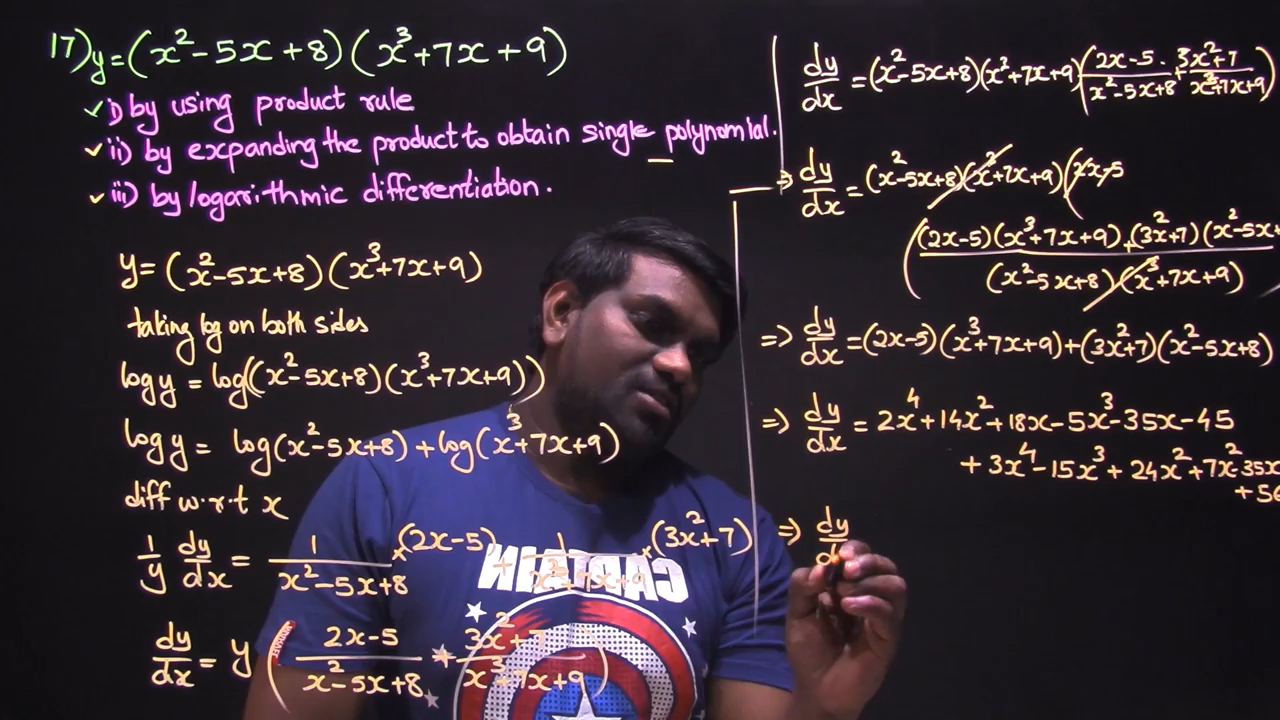 17) y=(x²-5x+8)(x³+7x+9)
i) by using product rule
ii) by expanding the product to obtain single polynomial.
iii) by logarithmic differentiation.
y=(x²-5x+8)(x³+7x+9)
taking log on both sides
log y = log((x²-5x+8)(x³+7x+9))
log y = log(x²-5x+8)+log(x³+7x+9)
diff w.r.t x
1/y dy/dx = 1/(x²-5x+8) × (2x-5) + 1/(x³+7x+9) × (3x²+7)
dy/dx = y ( (2x-5)/(x²-5x+8) + (3x²+7)/(x³+7x+9) )
dy/dx = (x²-5x+8)(x³+7x+9)( (2x-5)/(x²-5x+8) + (3x²+7)/(x³+7x+9) )
=> dy/dx = (x²-5x+8)(x³+7x+9)
( ((2x-5)(x³+7x+9)+(3x²+7)(x²-5x+ / (x²-5x+8)(x³+7x+9)
=> dy/dx = (2x-5)(x³+7x+9)+(3x²+7)(x²-5x+8)
=> dy/dx = 2x⁴+14x²+18x-5x³-35x-45
+3x⁴-15x³+24x²+7x²-35x
+56
=> dy/d
CAPTAIN